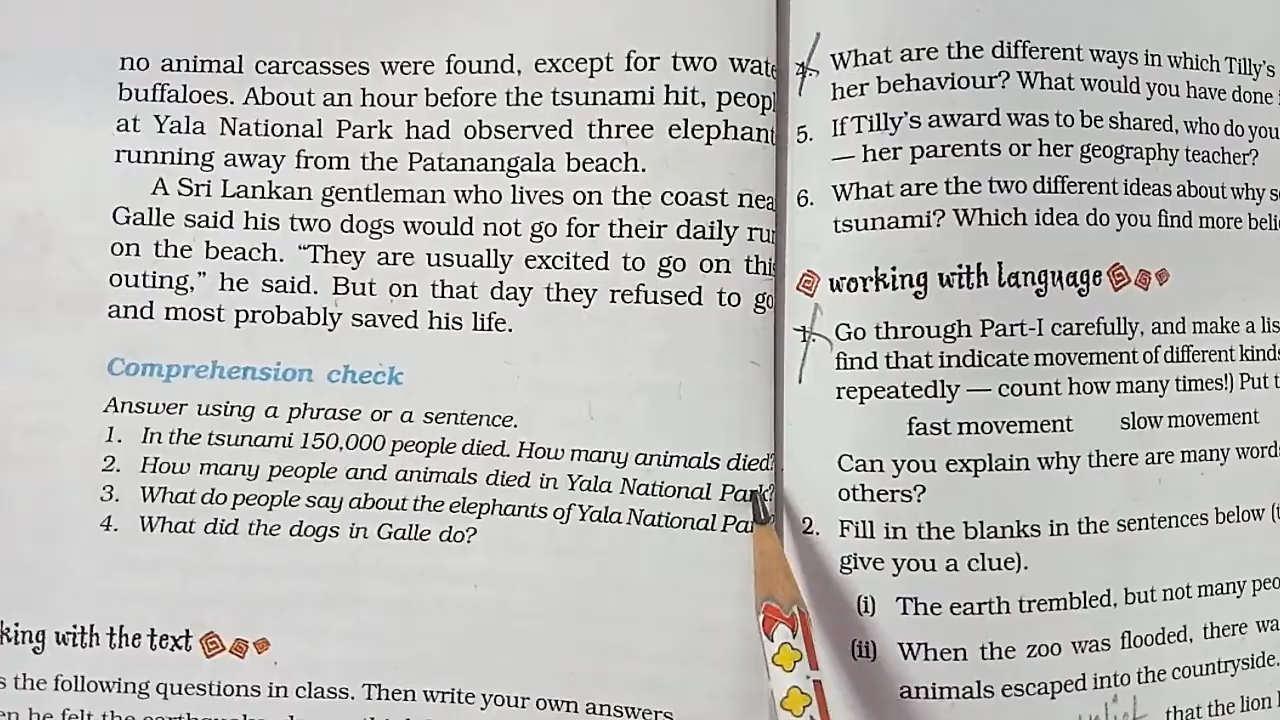 no animal carcasses were found, except for two wate
buffaloes. About an hour before the tsunami hit, peopl
at Yala National Park had observed three elephant
running away from the Patanangala beach.
A Sri Lankan gentleman who lives on the coast nea
Galle said his two dogs would not go for their daily run
on the beach. “They are usually excited to go on this
outing,” he said. But on that day they refused to go
and most probably saved his life.
Comprehension check
Answer using a phrase or a sentence.
1. In the tsunami 150,000 people died. How many animals died?
2. How many people and animals died in Yala National Park?
3. What do people say about the elephants of Yala National Pa
4. What did the dogs in Galle do?
king with the text
s the following questions in class. Then write your own answers
4. What are the different ways in which Tilly’s
her behaviour? What would you have done
5. If Tilly’s award was to be shared, who do you
— her parents or her geography teacher?
6. What are the two different ideas about why s
tsunami? Which idea do you find more beli
working with language
1. Go through Part-I carefully, and make a lis
find that indicate movement of different kinds
repeatedly — count how many times!) Put t
fast movement slow movement
Can you explain why there are many word
others?
2. Fill in the blanks in the sentences below (t
give you a clue).
(i) The earth trembled, but not many peo
(ii) When the zoo was flooded, there wa
animals escaped into the countryside.
that the lion